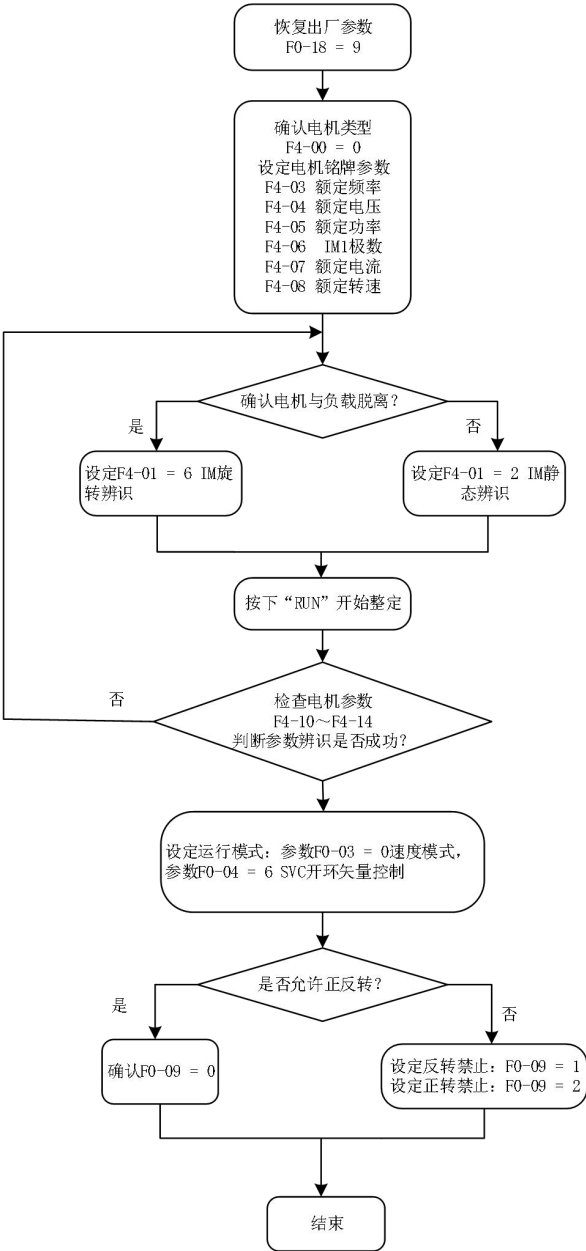 恢复出厂参数
F0-18 = 9
确认电机类型
F4-00 = 0
设定电机铭牌参数
F4-03 额定频率
F4-04 额定电压
F4-05 额定功率
F4-06 IM1极数
F4-07 额定电流
F4-08 额定转速
确认电机与负载脱离?
是
否
设定F4-01 = 6 IM旋
转辨识
设定F4-01 = 2 IM静
态辨识
按下“RUN”开始整定
否
检查电机参数
F4-10～F4-14
判断参数辨识是否成功?
设定运行模式: 参数F0-03 = 0速度模式,
参数F0-04 = 6 SVC开环矢量控制
是否允许正反转?
是
否
确认F0-09 = 0
设定反转禁止: F0-09 = 1
设定正转禁止: F0-09 = 2
结束